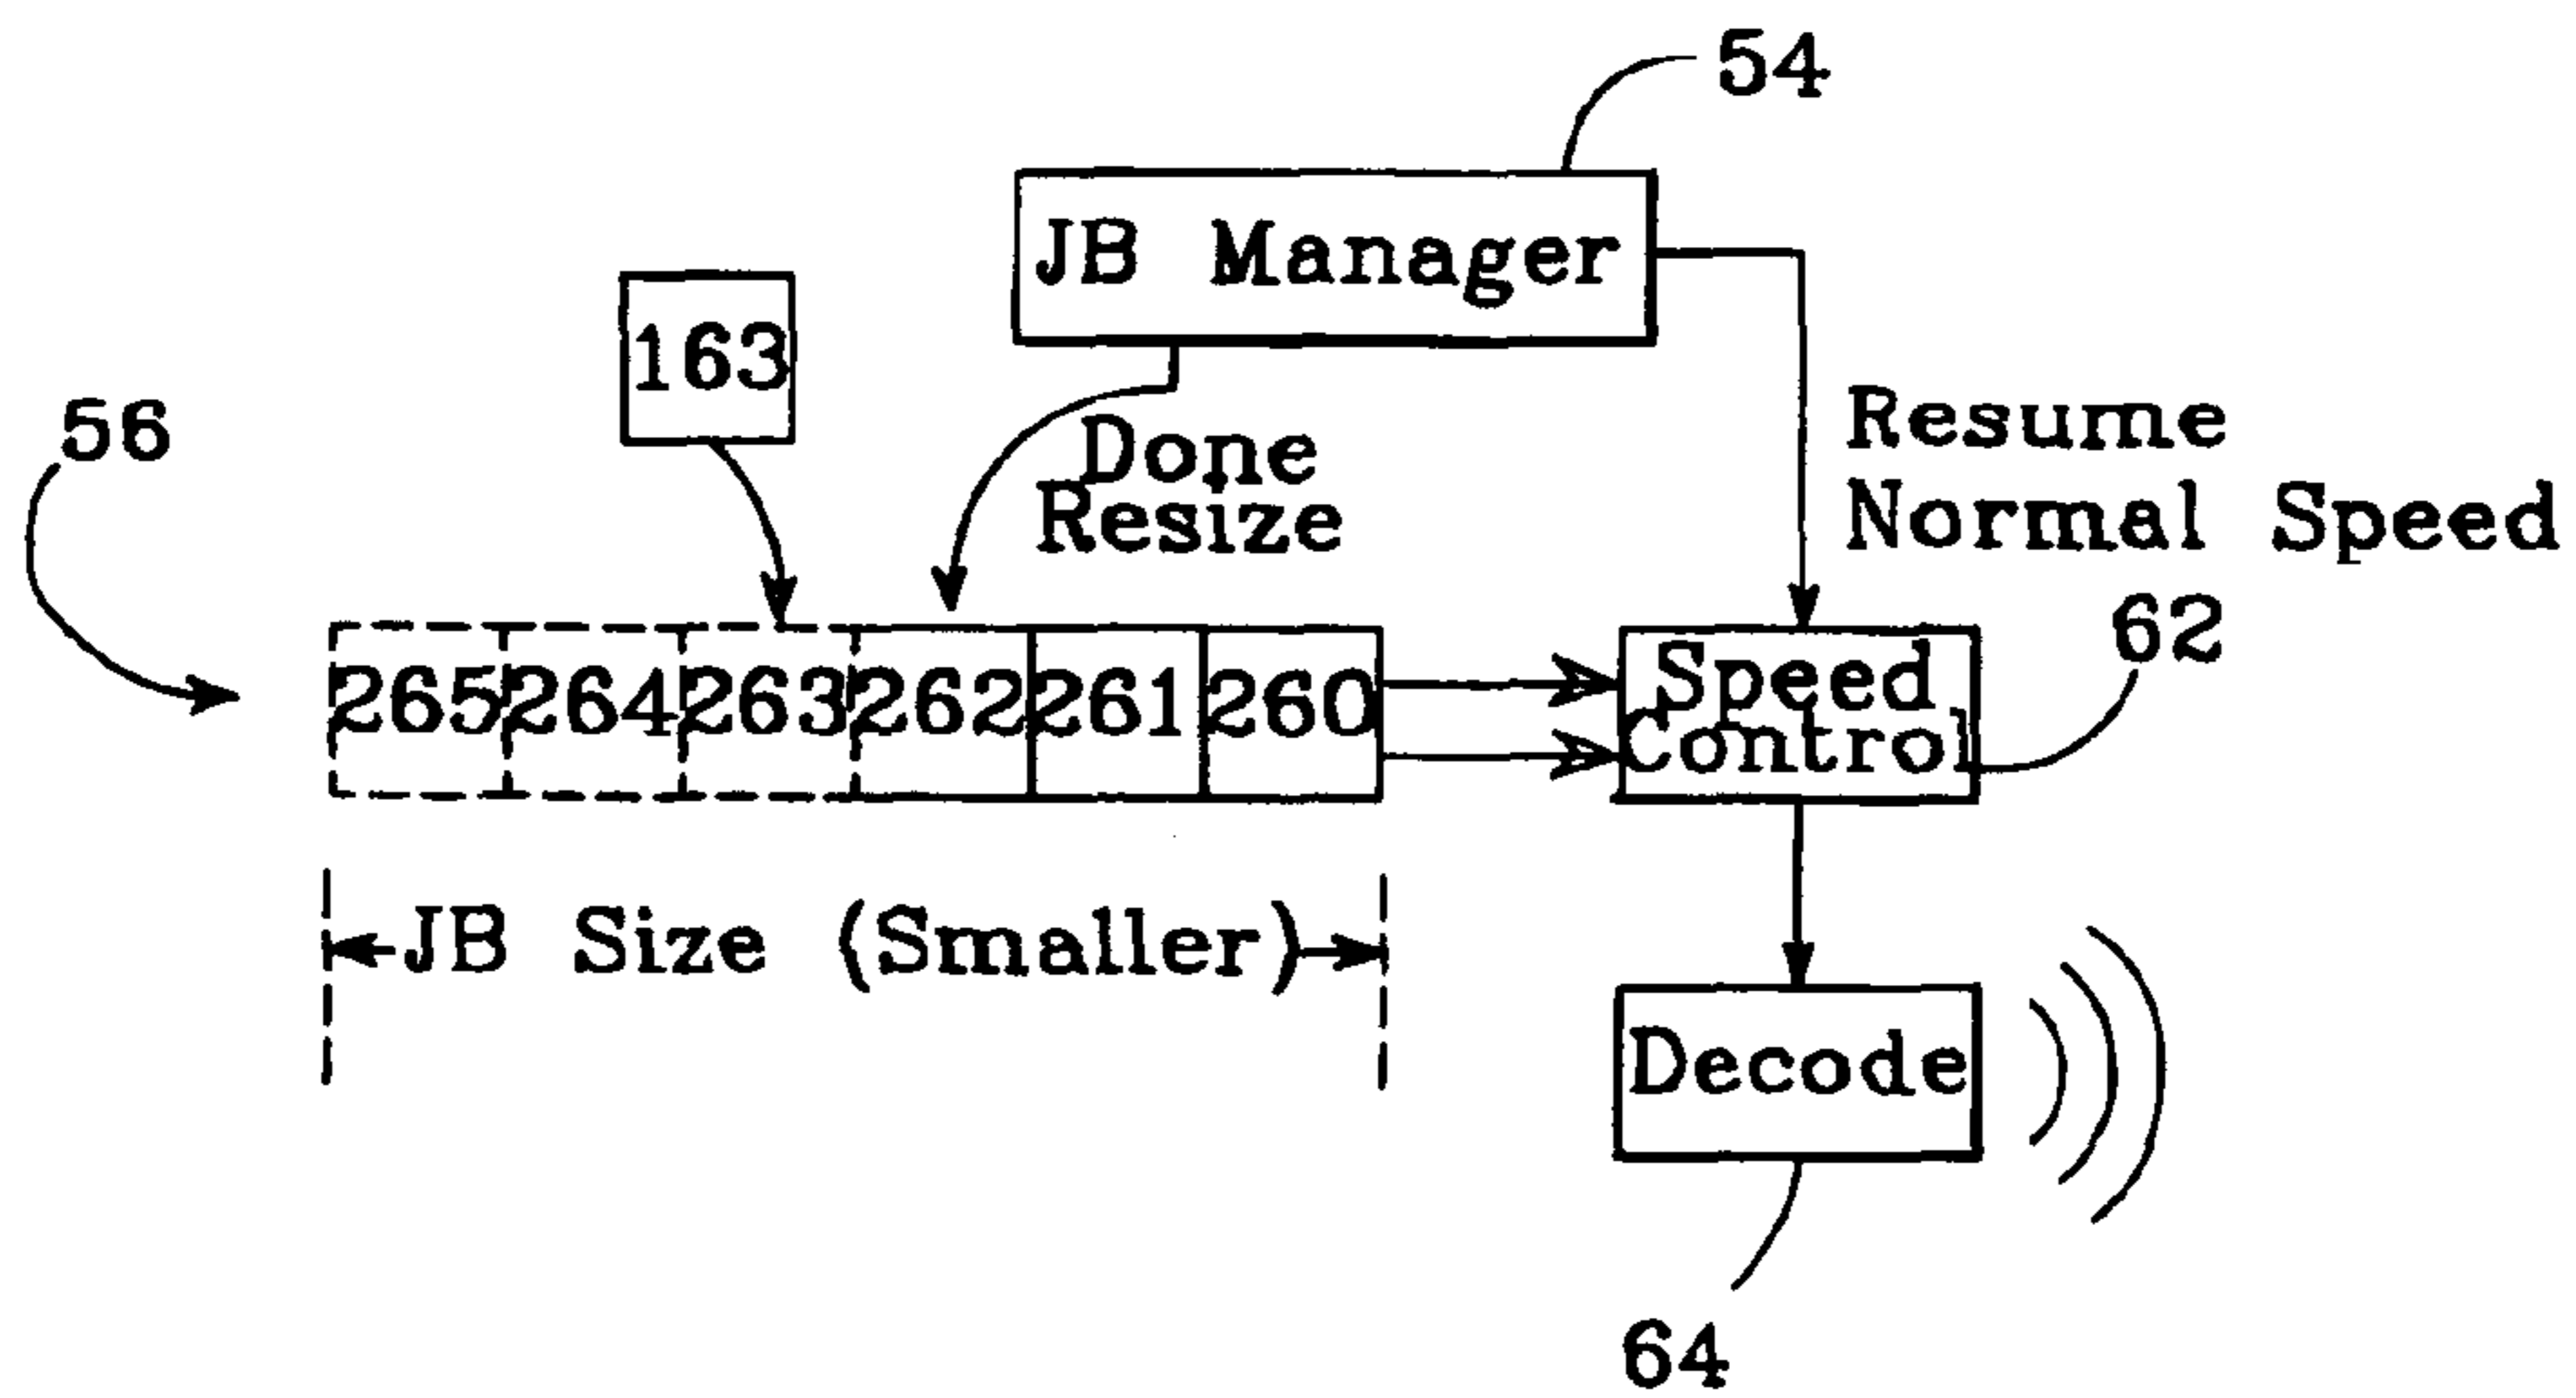 54
JB Manager
163
56
Done
Resize
Resume
Normal Speed
62
265 264 263 262 261 260
Speed
Control
JB Size (Smaller)
Decode
64